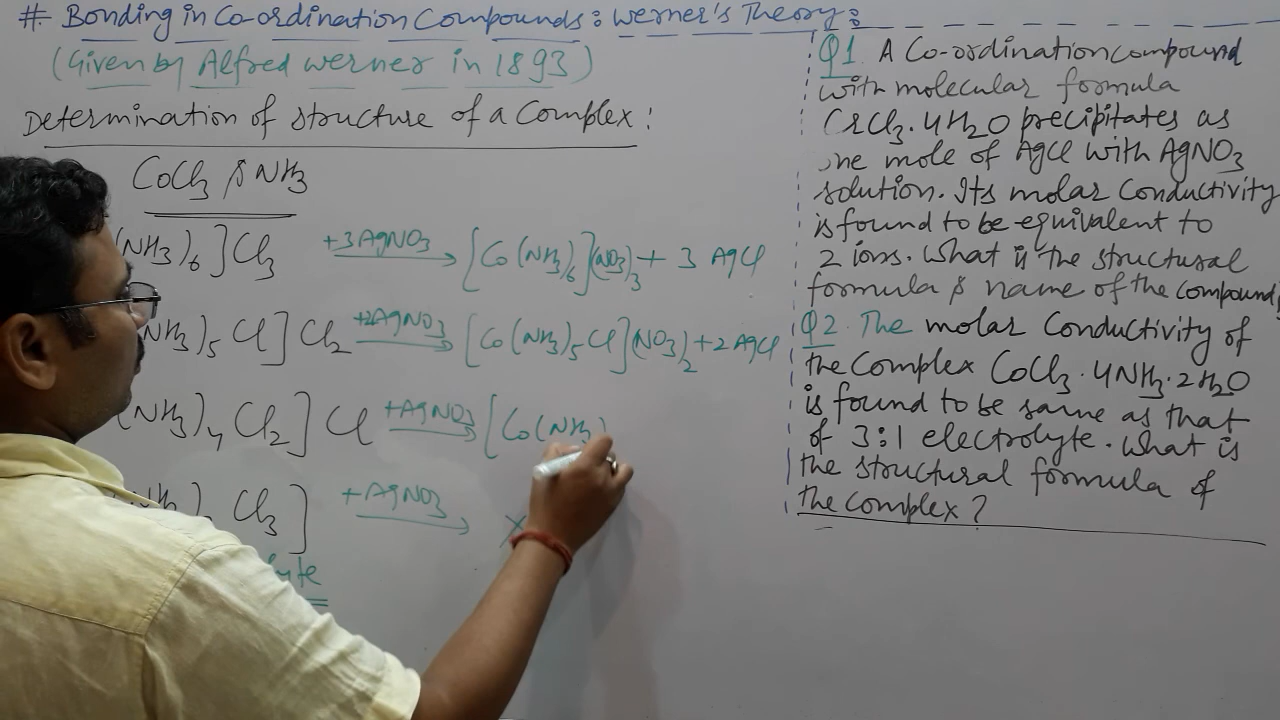 # Bonding in Co-ordination Compounds: Werner's Theory:
(Given by Alfred Werner in 1893)
Determination of structure of a Complex:
CoCl3 & NH3
(NH3)6]Cl3 +3AgNO3 [Co(NH3)6](NO3)3 + 3 AgCl
NH3)5 Cl] Cl2 +2AgNO3 [Co(NH3)5Cl](NO3)2+2AgCl
(NH3)4 Cl2] Cl +AgNO3 [Co(NH3)
Cl3] +AgNO3 X
Q1. A Co-ordination compound
with molecular formula
CrCl3.4H2O precipitates as
one mole of AgCl with AgNO3
solution. Its molar Conductivity
is found to be equivalent to
2 ions. What is the structural
formula & name of the compound
Q2. The molar Conductivity of
the Complex CoCl3.4NH3.2H2O
is found to be same as that
of 3:1 electrolyte. What is
the structural formula of
the complex?